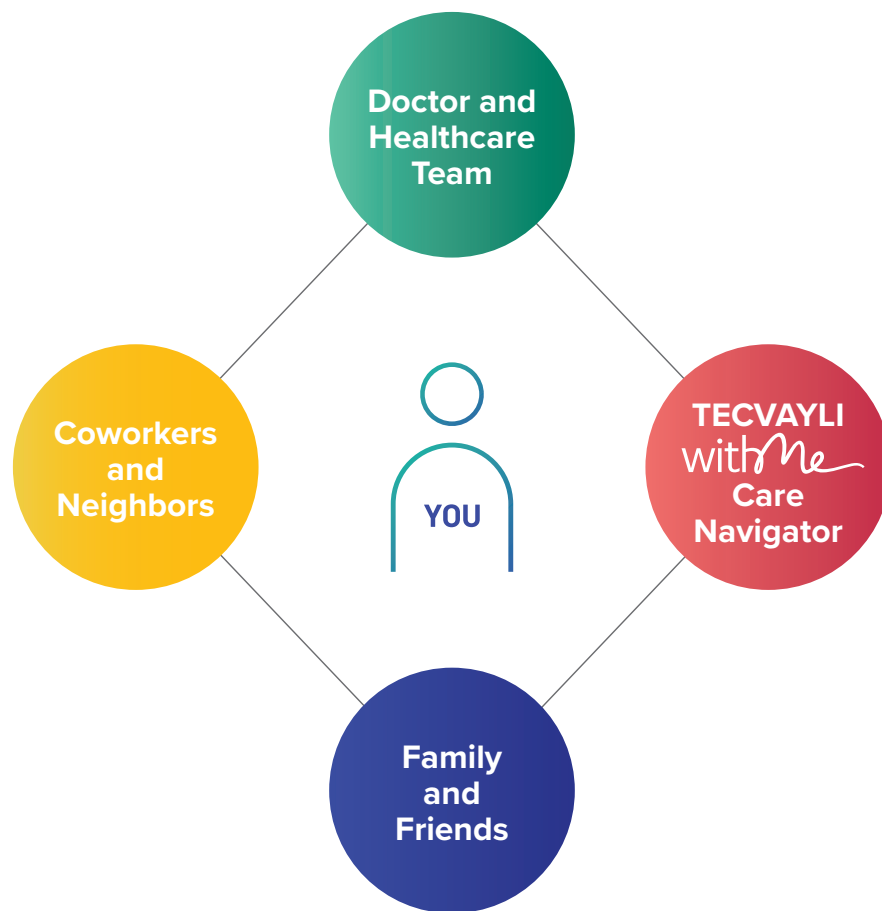 Doctor and
Healthcare
Team
Coworkers
and
Neighbors
YOU
TECVAYLI
withMe
Care
Navigator
Family
and
Friends